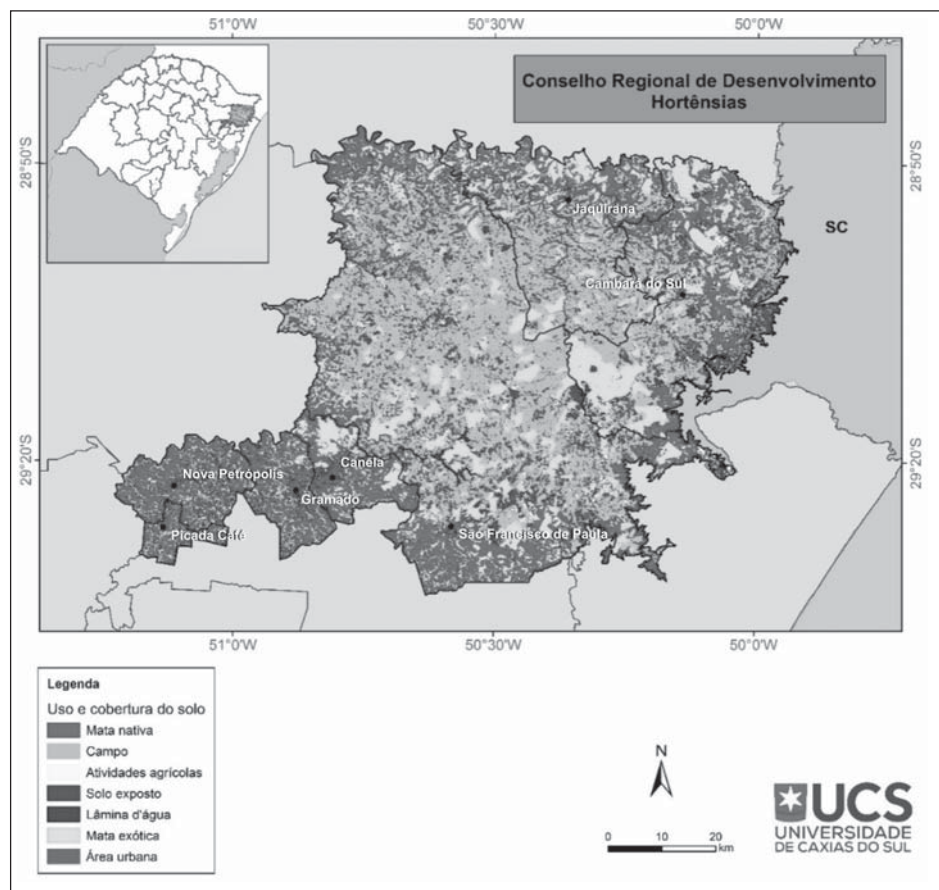 51°0'W 50°30'W 50°0'W
Conselho Regional de Desenvolvimento
Hortênsias
28°50'S
28°50'S
Jaquirana
SC
Cambará do Sul
29°20'S
29°20'S
Nova Petrópolis
Canela
Gramado
Picada Café
São Francisco de Paula
51°0'W 50°30'W 50°0'W
Legenda
Uso e cobertura do solo
Mata nativa
Campo
Atividades agrícolas
Solo exposto
Lâmina d'água
Mata exótica
Área urbana
N
0 10 20
km
UCS
UNIVERSIDADE
DE CAXIAS DO SUL